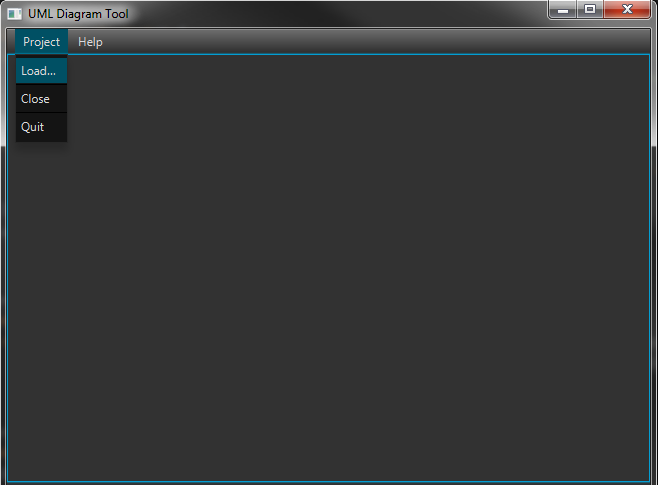 UML Diagram Tool
Project Help
Load...
Close
Quit